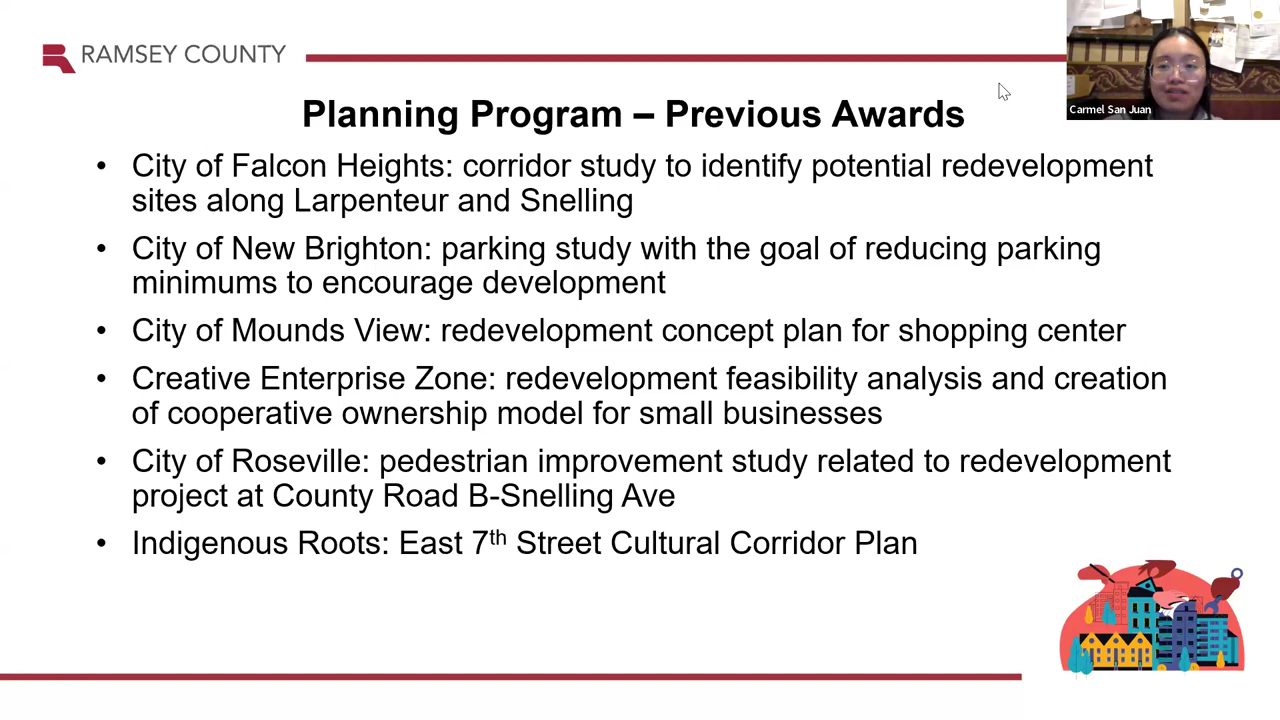 RAMSEY COUNTY
Carmel San Juan
Planning Program – Previous Awards
• City of Falcon Heights: corridor study to identify potential redevelopment
sites along Larpenteur and Snelling
• City of New Brighton: parking study with the goal of reducing parking
minimums to encourage development
• City of Mounds View: redevelopment concept plan for shopping center
• Creative Enterprise Zone: redevelopment feasibility analysis and creation
of cooperative ownership model for small businesses
• City of Roseville: pedestrian improvement study related to redevelopment
project at County Road B-Snelling Ave
• Indigenous Roots: East 7th Street Cultural Corridor Plan